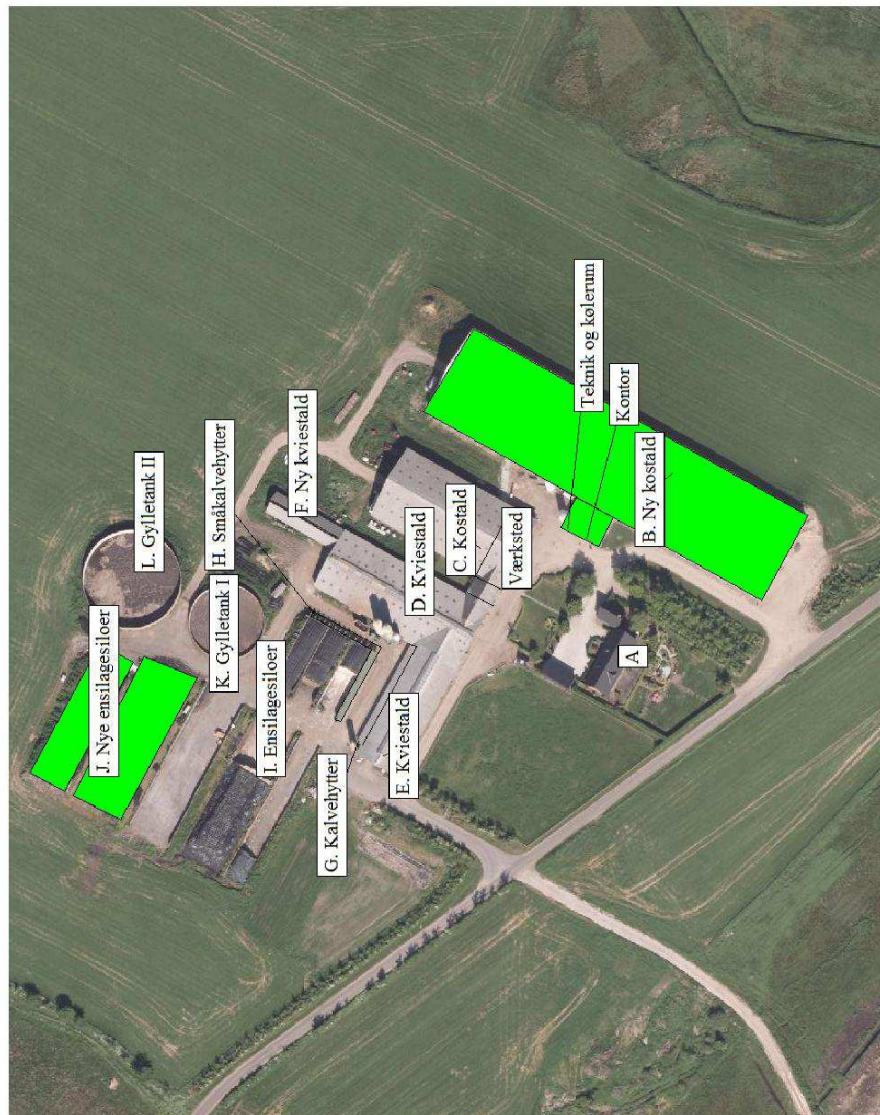 J. Nye ensilagesiloer
L. Gylletank II
H. Småkalvehytter
K. Gylletank I
I. Ensilagesiloer
F. Ny kviestald
G. Kalvehytter
E. Kviestald
D. Kviestald
C. Kostald
Værksted
Teknik og kølerum
Kontor
A
B. Ny kostald